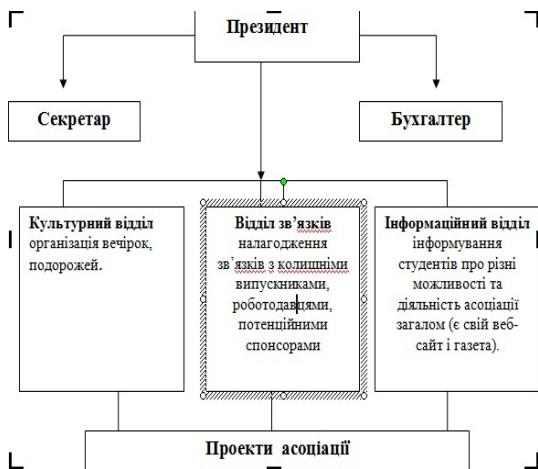 Президент
Секретар
Бухгалтер
Культурний відділ
організація вечірок,
подорожей.
Відділ зв’язків
налагодження
зв’язків з колишніми
випускниками,
роботодавцями,
потенційними
спонсорами
Інформаційний відділ
інформування
студентів про різні
можливості та
діяльність асоціації
загалом (є свій веб-
сайт і газета).
Проекти асоціації